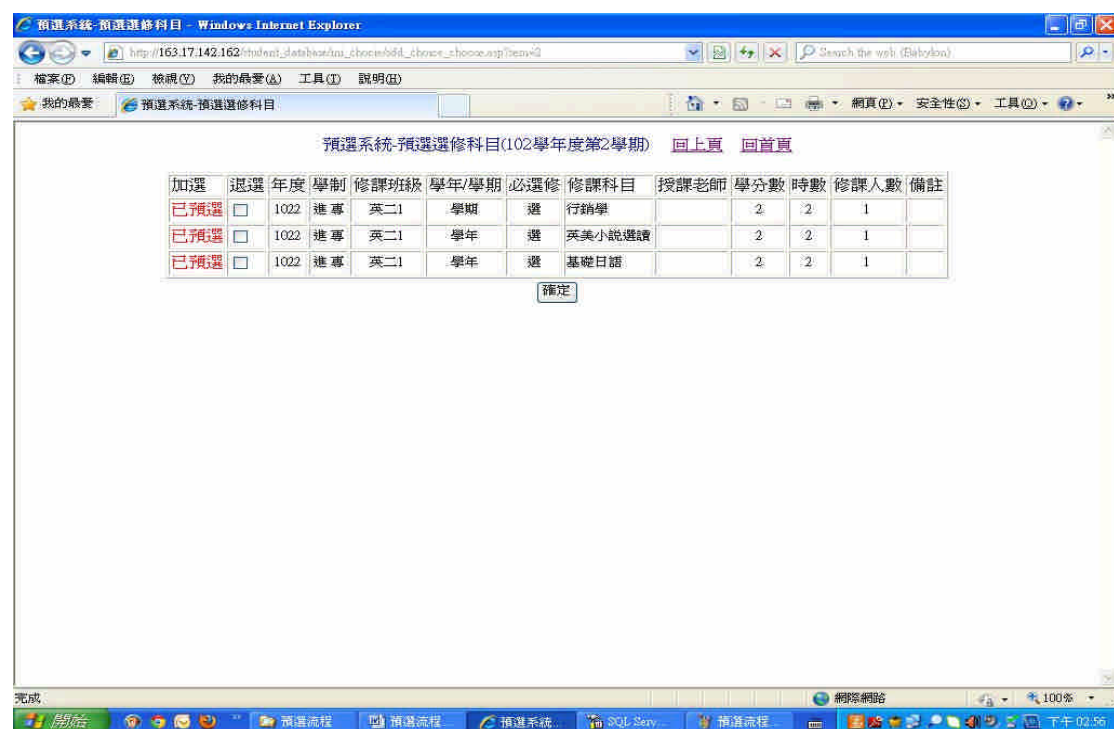 預選系統-預選選修科目 - Windows Internet Explorer
http://163.17.142.162/student_database/ Search the web (Babylon)
檔案(F) 編輯(E) 檢視(V) 我的最愛(A) 工具(T) 說明(H)
我的最愛 預選系統-預選選修科目 網頁(P) 安全性(S) 工具(O)
預選系統-預選選修科目(102學年度第2學期) 回上頁 回首頁
加選 退選 年度 學制 修課班級 學年/學期 必選修 修課科目 授課老師 學分數 時數 修課人數 備註
已預選 1022 進專 英二1 學期 選 行銷學 2 2 1
已預選 1022 進專 英二1 學年 選 英美小說選讀 2 2 1
已預選 1022 進專 英二1 學年 選 基礎日語 2 2 1
確定
完成 網際網路 100%
開始 預選流程 預選流程... 預選系統... SQL Serv... 預選流程... 下午 02:56